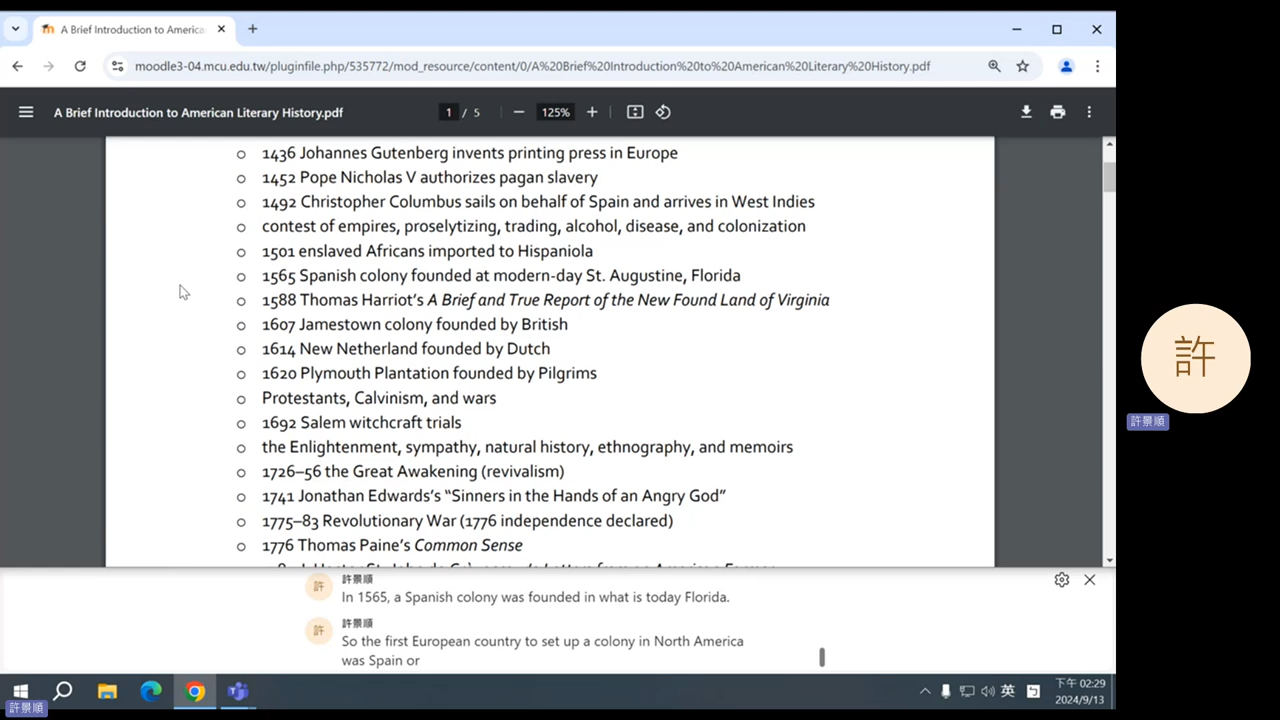 A Brief Introduction to America
moodle3-04.mcu.edu.tw/pluginfile.php/535772/mod_resource/content/0/A%20Brief%20Introduction%20to%20American%20Literary%20History.pdf
A Brief Introduction to American Literary History.pdf
1 / 5
125%
1436 Johannes Gutenberg invents printing press in Europe
1452 Pope Nicholas V authorizes pagan slavery
1492 Christopher Columbus sails on behalf of Spain and arrives in West Indies
contest of empires, proselytizing, trading, alcohol, disease, and colonization
1501 enslaved Africans imported to Hispaniola
1565 Spanish colony founded at modern-day St. Augustine, Florida
1588 Thomas Harriot's A Brief and True Report of the New Found Land of Virginia
1607 Jamestown colony founded by British
1614 New Netherland founded by Dutch
1620 Plymouth Plantation founded by Pilgrims
Protestants, Calvinism, and wars
1692 Salem witchcraft trials
the Enlightenment, sympathy, natural history, ethnography, and memoirs
1726–56 the Great Awakening (revivalism)
1741 Jonathan Edwards's “Sinners in the Hands of an Angry God”
1775–83 Revolutionary War (1776 independence declared)
1776 Thomas Paine's Common Sense
許
許景順
許
許景順
In 1565, a Spanish colony was founded in what is today Florida.
許
許景順
So the first European country to set up a colony in North America
was Spain or
英
下午 02:29
2024/9/13
許景順